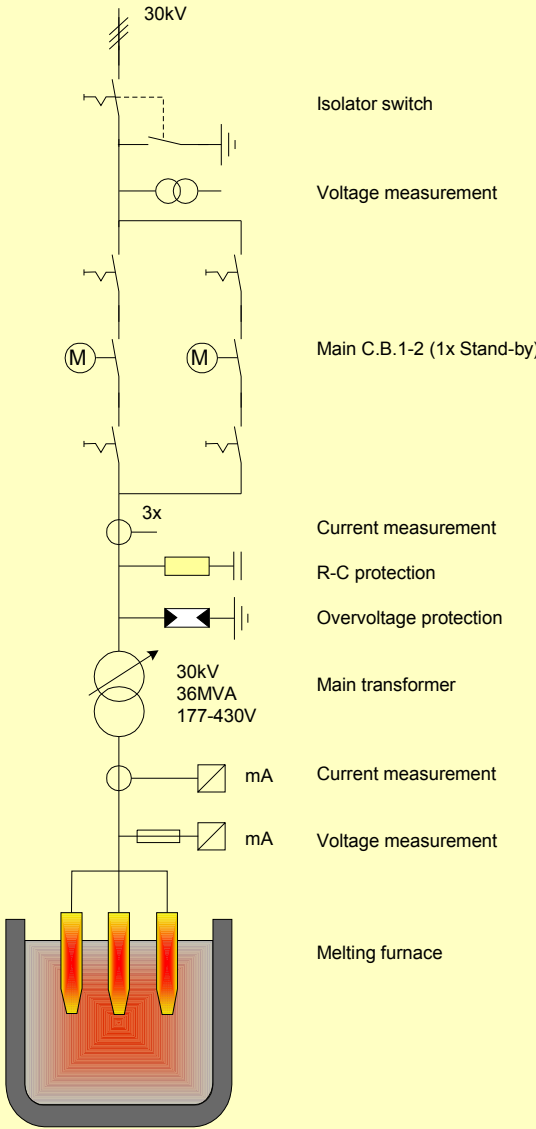 30kV
Isolator switch
Voltage measurement
M
M
Main C.B.1-2 (1x Stand-by)
3x
Current measurement
R-C protection
Overvoltage protection
30kV
36MVA
177-430V
Main transformer
mA
Current measurement
mA
Voltage measurement
Melting furnace